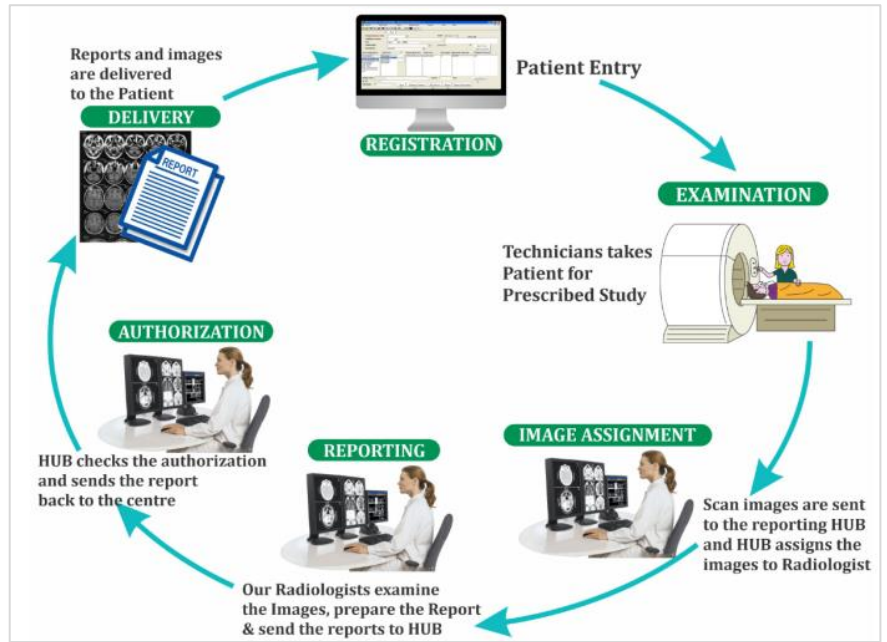 Reports and images
are delivered
to the Patient
DELIVERY
REPORT
Patient Entry
REGISTRATION
EXAMINATION
Technicians takes
Patient for
Prescribed Study
IMAGE ASSIGNMENT
Scan images are sent
to the reporting HUB
and HUB assigns the
images to Radiologist
REPORTING
Our Radiologists examine
the Images, prepare the Report
& send the reports to HUB
AUTHORIZATION
HUB checks the authorization
and sends the report
back to the centre